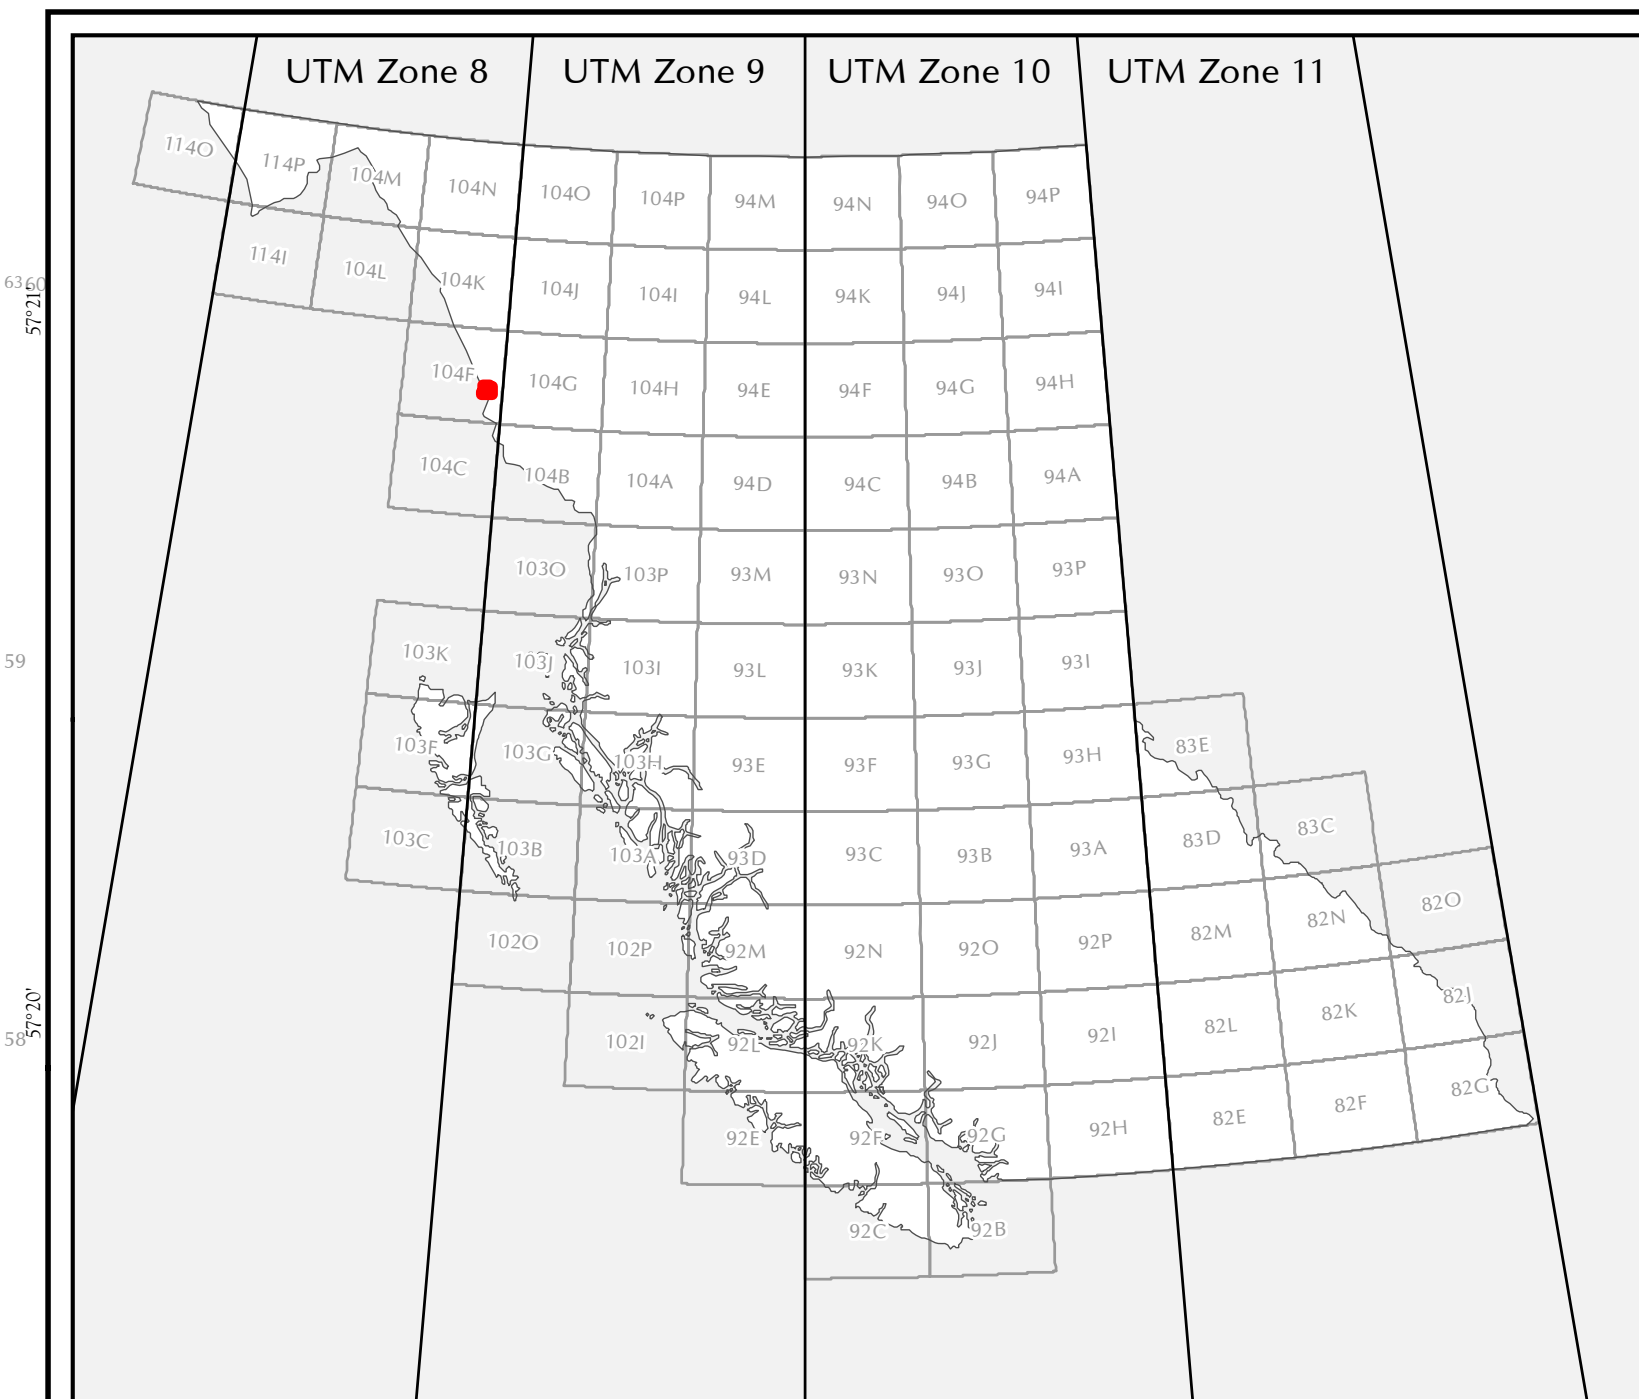 UTM Zone 8 UTM Zone 9 UTM Zone 10 UTM Zone 11
114O 114P 104M 104N 104O 104P 94M 94N 94O 94P
114I 104L 104K 104J 104I 94L 94K 94J 94I
6360
57°21'
104F 104G 104H 94E 94F 94G 94H
104C 104B 104A 94D 94C 94B 94A
103O 103P 93M 93N 93O 93P
59
103K 103J 103I 93L 93K 93J 93I
103F 103G 103H 93E 93F 93G 93H 83E
103C 103B 103A 93D 93C 93B 93A 83D 83C
102O 102P 92M 92N 92O 92P 82M 82N 82O
57°20'
58
102I 92L 92K 92J 92I 82L 82K 82J
92E 92F 92G 92H 82E 82F 82G
92C 92B